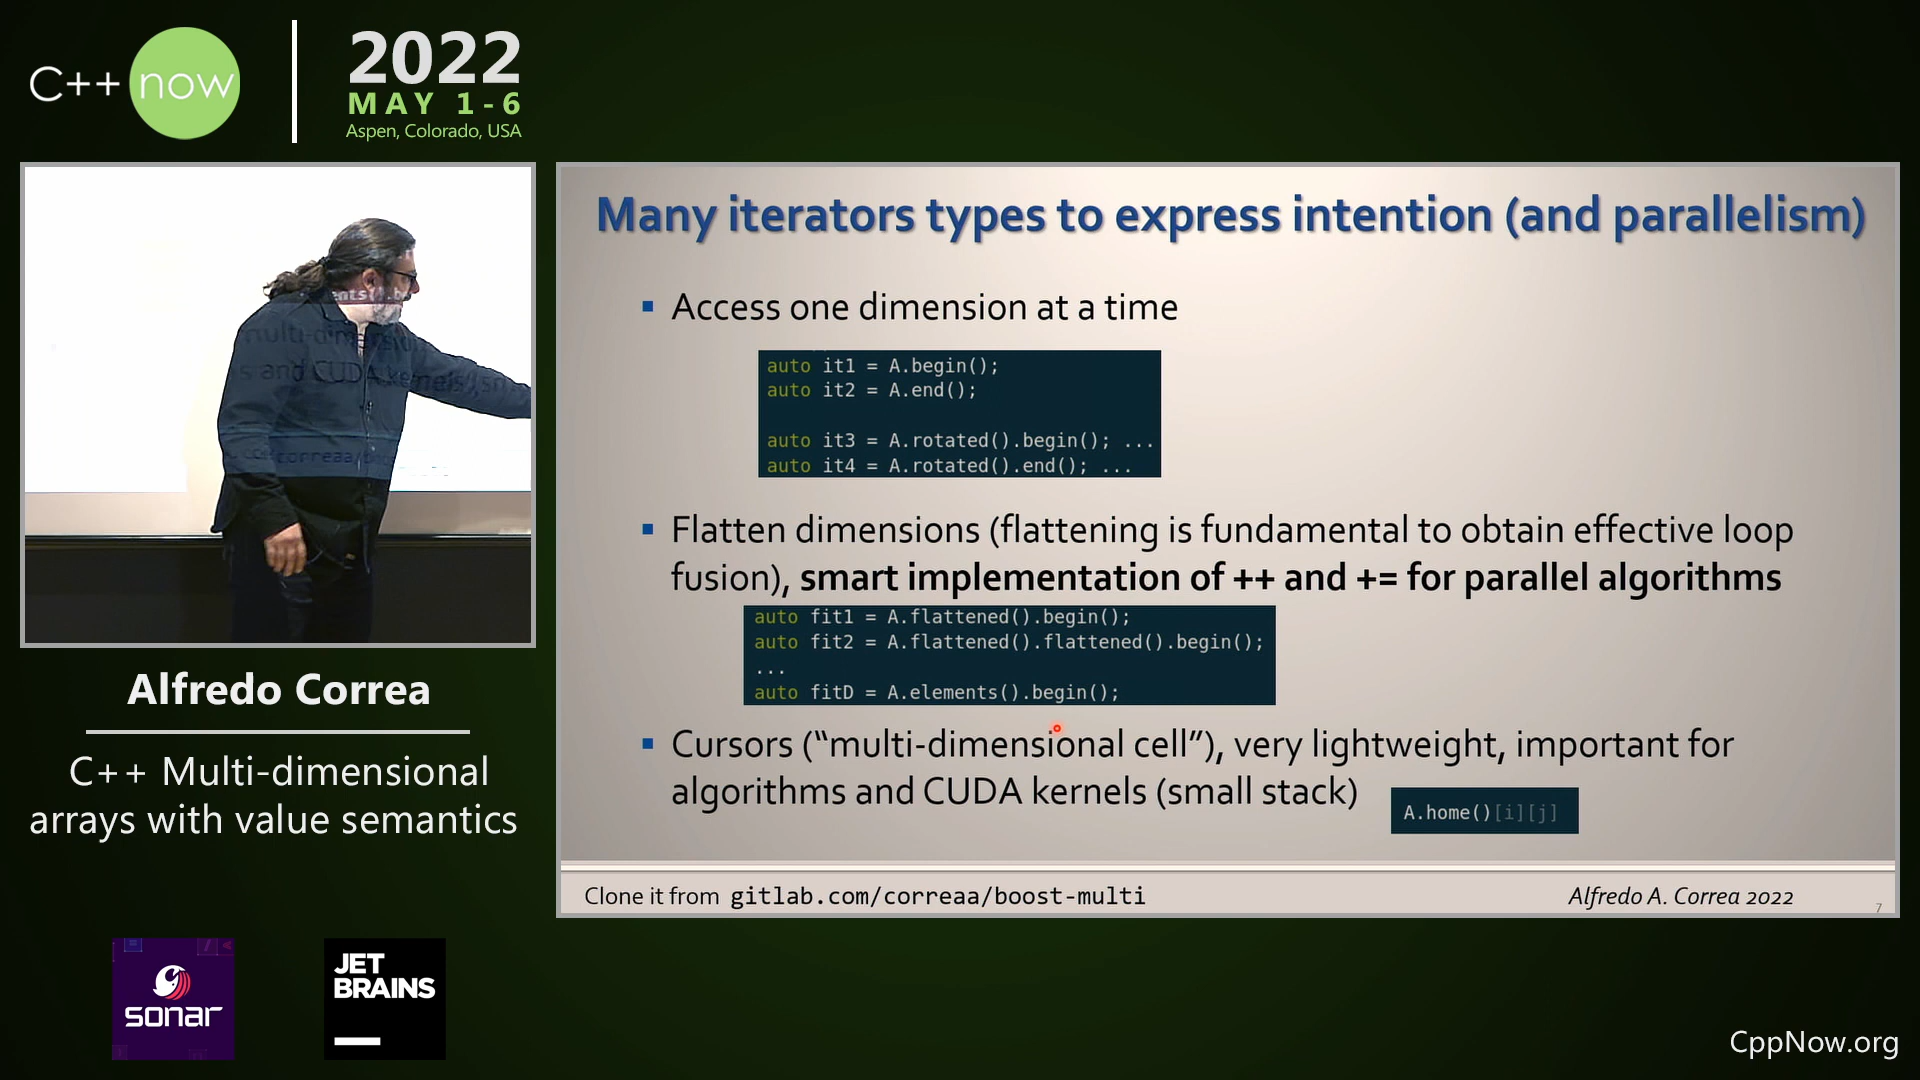 C++ now
2022
MAY 1-6
Aspen, Colorado, USA
Many iterators types to express intention (and parallelism)
▪ Access one dimension at a time
auto it1 = A.begin();
auto it2 = A.end();
auto it3 = A.rotated().begin(); ...
auto it4 = A.rotated().end(); ...
▪ Flatten dimensions (flattening is fundamental to obtain effective loop
fusion), smart implementation of ++ and += for parallel algorithms
auto fit1 = A.flattened().begin();
auto fit2 = A.flattened().flattened().begin();
...
auto fitD = A.elements().begin();
▪ Cursors (“multi-dimensional cell”), very lightweight, important for
algorithms and CUDA kernels (small stack)
A.home()[i][j]
Clone it from gitlab.com/correaa/boost-multi
Alfredo A. Correa 2022
7
Alfredo Correa
C++ Multi-dimensional
arrays with value semantics
sonar
JET
BRAINS
CppNow.org